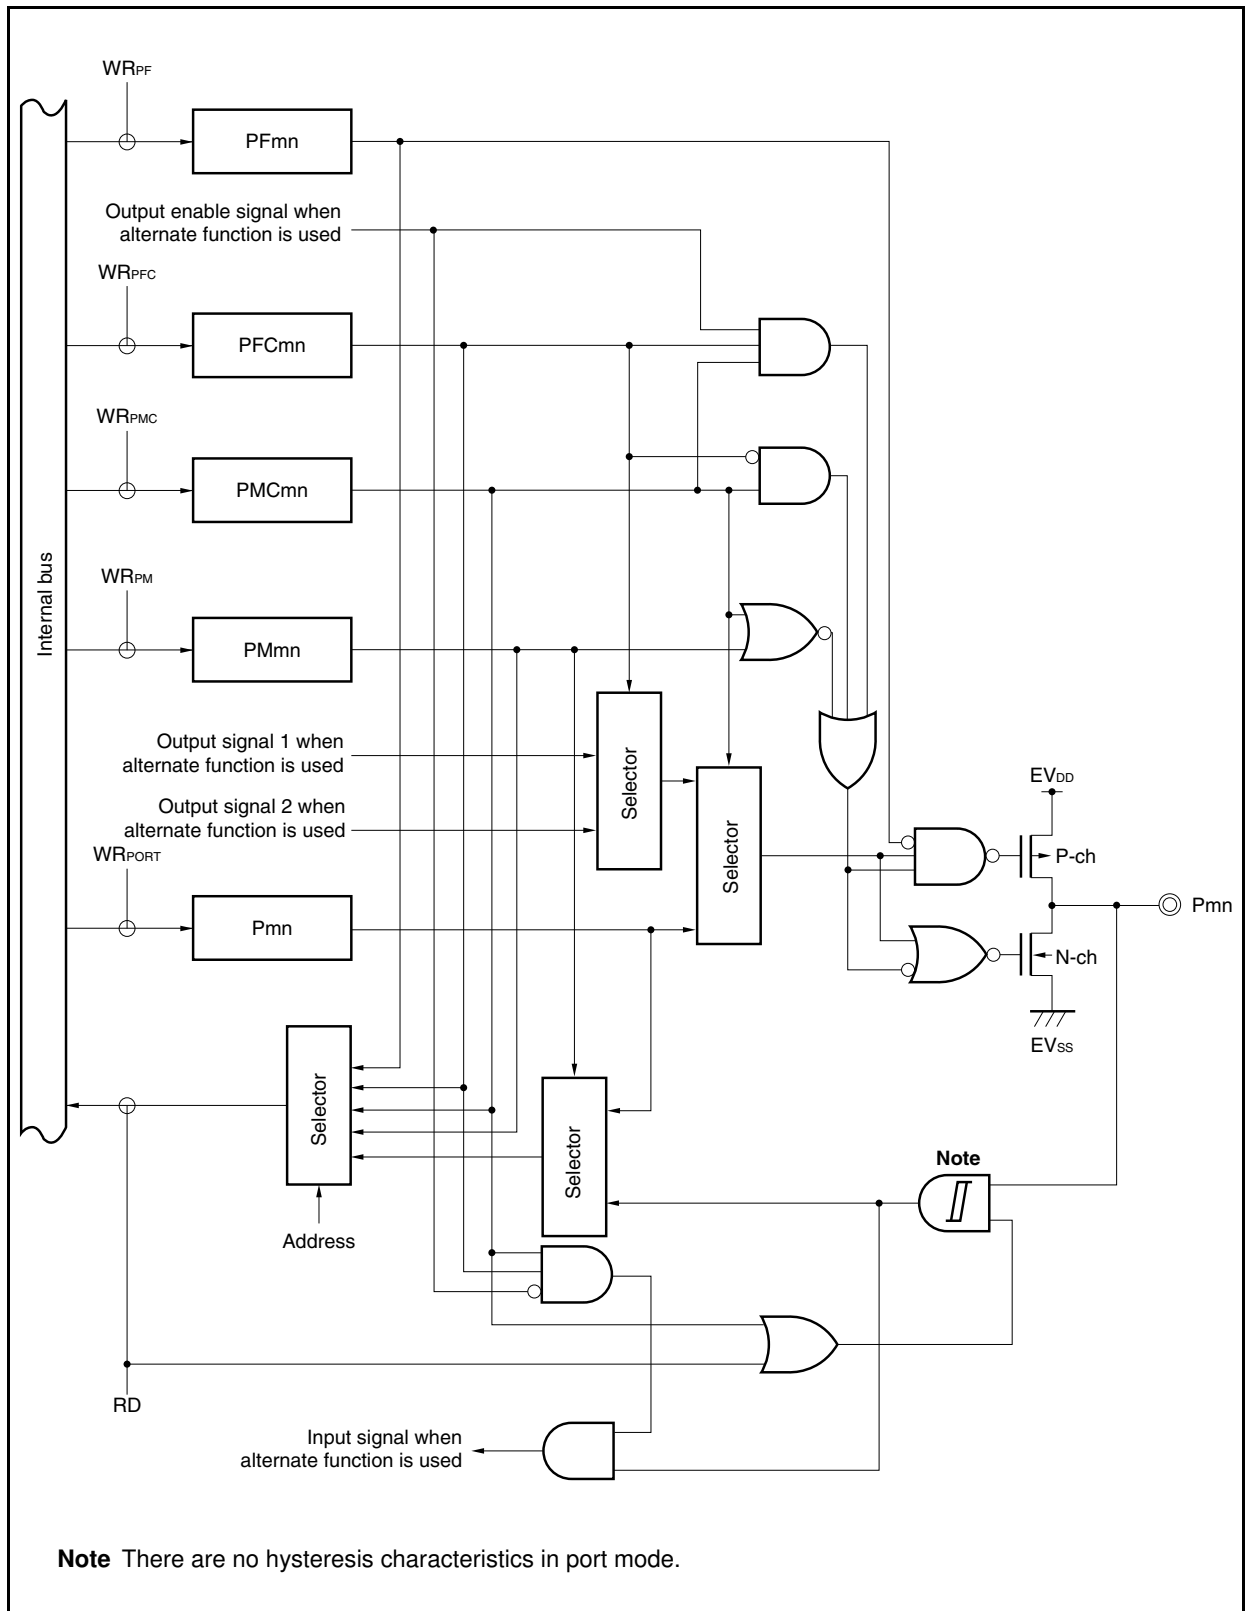 WRPF
PFmn
Output enable signal when
alternate function is used
WRPFC
PFCmn
WRPMC
PMCmn
Internal bus
WRPM
PMmn
Output signal 1 when
alternate function is used
Selector
Output signal 2 when
alternate function is used
Selector
EVDD
P-ch
WRPORT
Pmn
Pmn
N-ch
EVSS
Selector
Selector
Note
Address
RD
Input signal when
alternate function is used
Note There are no hysteresis characteristics in port mode.